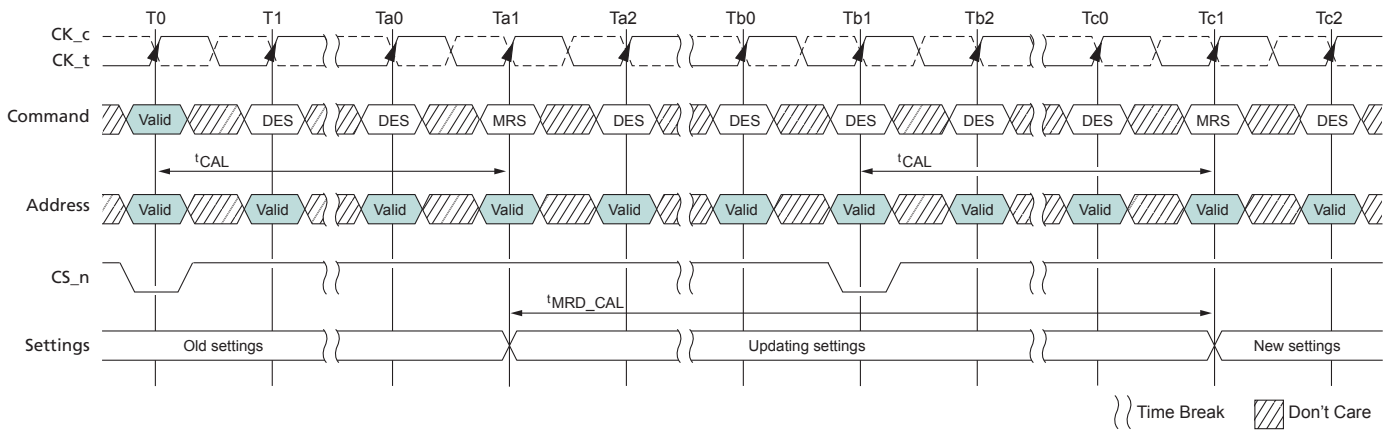 T0 T1 Ta0 Ta1 Ta2 Tb0 Tb1 Tb2 Tc0 Tc1 Tc2
CK_c
CK_t
Command Valid DES DES MRS DES DES DES DES DES MRS DES
tCAL tCAL
Address Valid Valid Valid Valid Valid Valid Valid Valid Valid Valid Valid
CS_n
tMRD_CAL
Settings Old settings Updating settings New settings
Time Break Don't Care